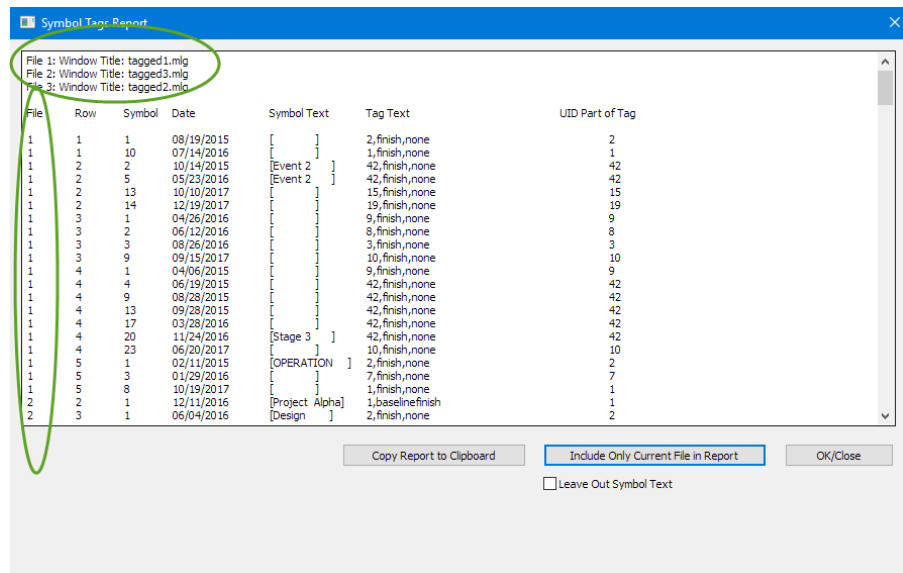 Symbol Tags Report
File 1: Window Title: tagged1.mlg
File 2: Window Title: tagged3.mlg
File 3: Window Title: tagged2.mlg
File Row Symbol Date Symbol Text Tag Text UID Part of Tag
1 1 1 08/19/2015 [ ] 2,finish,none 2
1 1 10 07/14/2016 [ ] 1,finish,none 1
1 2 2 10/14/2015 [Event 2 ] 42,finish,none 42
1 2 5 05/23/2016 [Event 2 ] 42,finish,none 42
1 2 13 10/10/2017 [ ] 15,finish,none 15
1 2 14 12/19/2017 [ ] 19,finish,none 19
1 3 1 04/26/2016 [ ] 9,finish,none 9
1 3 2 06/12/2016 [ ] 8,finish,none 8
1 3 3 08/26/2016 [ ] 3,finish,none 3
1 3 9 09/15/2017 [ ] 10,finish,none 10
1 4 1 04/06/2015 [ ] 9,finish,none 9
1 4 4 06/19/2015 [ ] 42,finish,none 42
1 4 9 08/28/2015 [ ] 42,finish,none 42
1 4 13 09/28/2015 [ ] 42,finish,none 42
1 4 17 03/28/2016 [ ] 42,finish,none 42
1 4 20 11/24/2016 [Stage 3 ] 42,finish,none 42
1 4 23 06/20/2017 [ ] 10,finish,none 10
1 5 1 02/11/2015 [OPERATION ] 2,finish,none 2
1 5 3 01/29/2016 [ ] 7,finish,none 7
1 5 8 10/19/2017 [ ] 1,finish,none 1
2 2 1 12/11/2016 [Project Alpha] 1,baselinefinish 1
2 3 1 06/04/2016 [Design ] 2,finish,none 2
Copy Report to Clipboard Include Only Current File in Report OK/Close
Leave Out Symbol Text